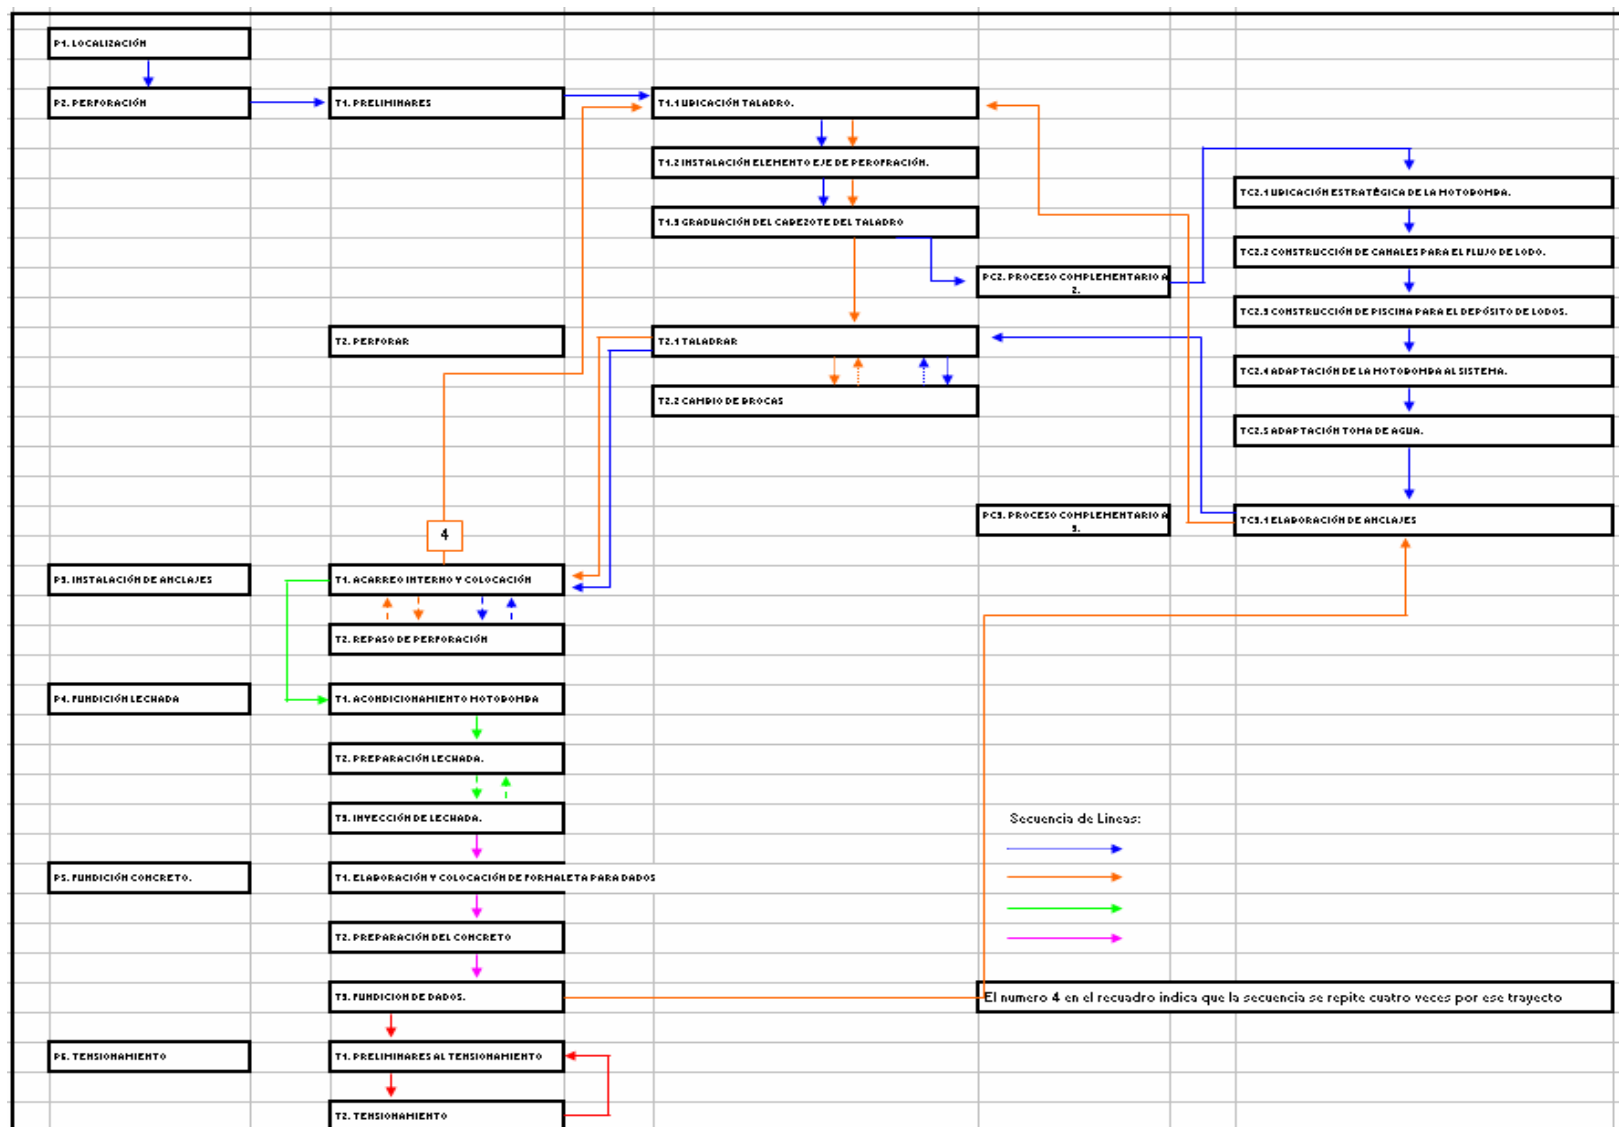 P1. LOCALIZACIÓN
P2. PERFORACIÓN
T1. PRELIMINARES
T1.1 UBICACIÓN TALADRO.
T1.2 INSTALACIÓN ELEMENTO EJE DE PEROFRACIÓN.
TC2.1 UBICACIÓN ESTRATÉGICA DE LA MOTOBOMBA.
T1.3 GRADUACIÓN DEL CABEZOTE DEL TALADRO
TC2.2 CONSTRUCCIÓN DE CANALES PARA EL FLUJO DE LODO.
PC2. PROCESO COMPLEMENTARIO A
2.
TC2.3 CONSTRUCCIÓN DE PISCINA PARA EL DEPÓSITO DE LODOS.
T2. PERFORAR
T2.1 TALADRAR
TC2.4 ADAPTACIÓN DE LA MOTOBOMBA AL SISTEMA.
T2.2 CAMBIO DE BROCAS
TC2.5 ADAPTACIÓN TOMA DE AGUA.
PC3. PROCESO COMPLEMENTARIO A
3.
TC3.1 ELABORACIÓN DE ANCLAJES
4
P3. INSTALACIÓN DE ANCLAJES
T1. ACARREO INTERNO Y COLOCACIÓN
T2. REPASO DE PERFORACIÓN
P4. FUNDICIÓN LECHADA
T1. ACONDICIONAMIENTO MOTOBOMBA
T2. PREPARACIÓN LECHADA.
T3. INYECCIÓN DE LECHADA.
Secuencia de Lineas:
P5. FUNDICIÓN CONCRETO.
T1. ELABORACIÓN Y COLOCACIÓN DE FORMALETA PARA DADOS
T2. PREPARACIÓN DEL CONCRETO
T3. FUNDICION DE DADOS.
El numero 4 en el recuadro indica que la secuencia se repite cuatro veces por ese trayecto
P6. TENSIONAMIENTO
T1. PRELIMINARES AL TENSIONAMIENTO
T2. TENSIONAMIENTO